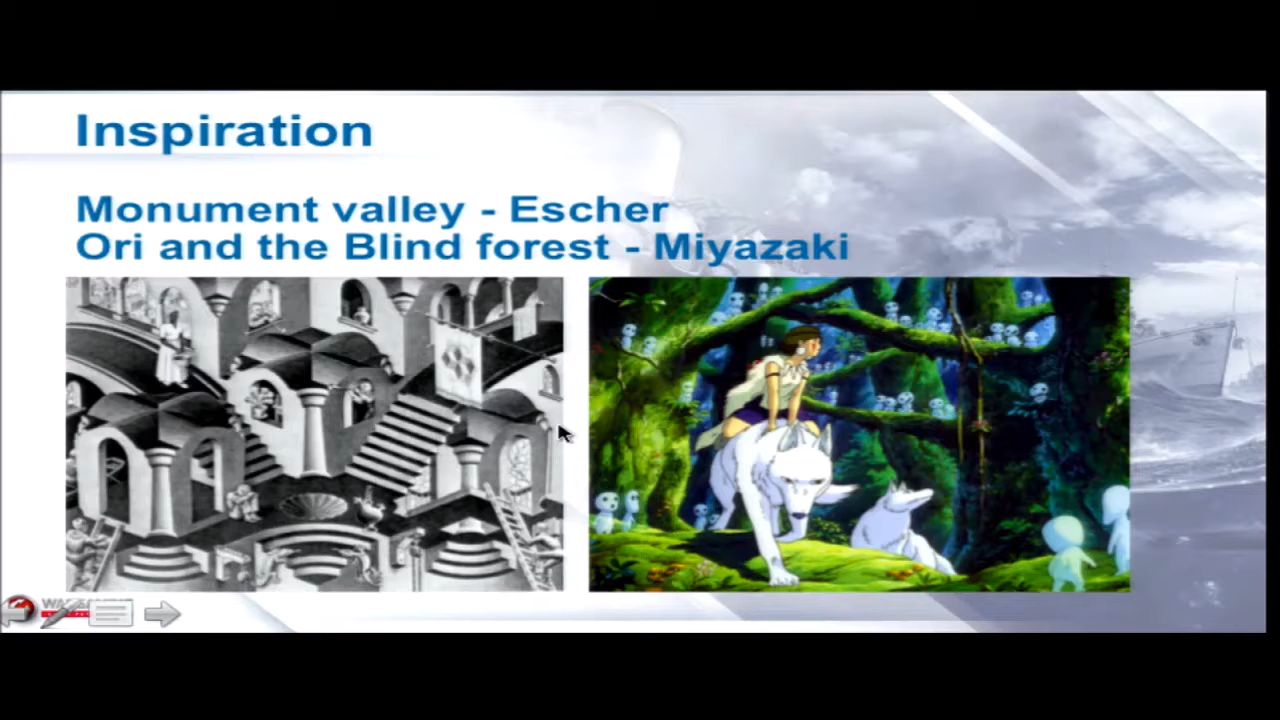 Inspiration
Monument valley - Escher
Ori and the Blind forest - Miyazaki